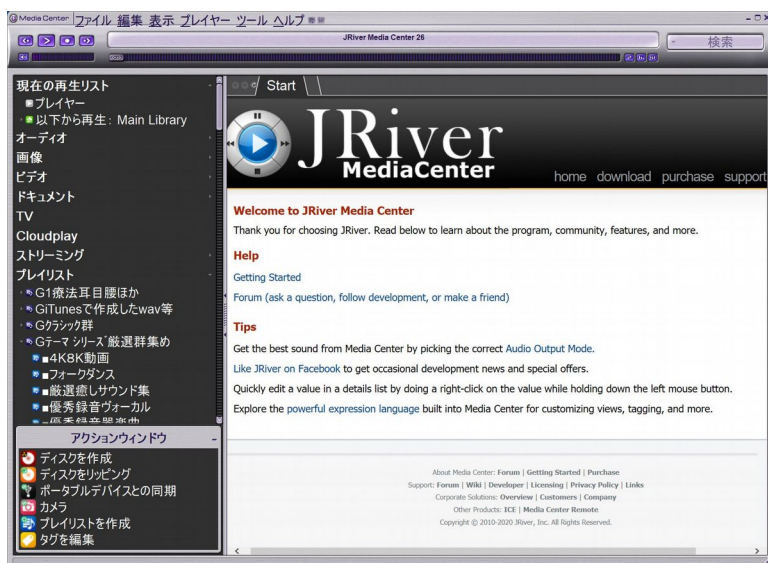 Media Center ファイル 編集 表示 プレイヤー ツール ヘルプ
JRiver Media Center 26
検索
現在の再生リスト
プレイヤー
以下から再生: Main Library
オーディオ
画像
ビデオ
ドキュメント
TV
Cloudplay
ストリーミング
プレイリスト
G1療法耳目腰ほか
GiTunesで作成したwav等
Gクラシック群
Gテーマ シリーズ厳選群集め
■4K8K動画
■フォークダンス
■厳選癒しサウンド集
■優秀録音ヴォーカル
■優秀録音器楽曲
アクションウィンドウ
ディスクを作成
ディスクをリッピング
ポータブルデバイスとの同期
カメラ
プレイリストを作成
タグを編集
Start
JRiver
MediaCenter
home download purchase support
Welcome to JRiver Media Center
Thank you for choosing JRiver. Read below to learn about the program, community, features, and more.
Help
Getting Started
Forum (ask a question, follow development, or make a friend)
Tips
Get the best sound from Media Center by picking the correct Audio Output Mode.
Like JRiver on Facebook to get occasional development news and special offers.
Quickly edit a value in a details list by doing a right-click on the value while holding down the left mouse button.
Explore the powerful expression language built into Media Center for customizing views, tagging, and more.
About Media Center: Forum | Getting Started | Purchase
Support: Forum | Wiki | Developer | Licensing | Privacy Policy | Links
Corporate Solutions: Overview | Customers | Company
Other Products: ICE | Media Center Remote
Copyright © 2010-2020 JRiver, Inc. All Rights Reserved.